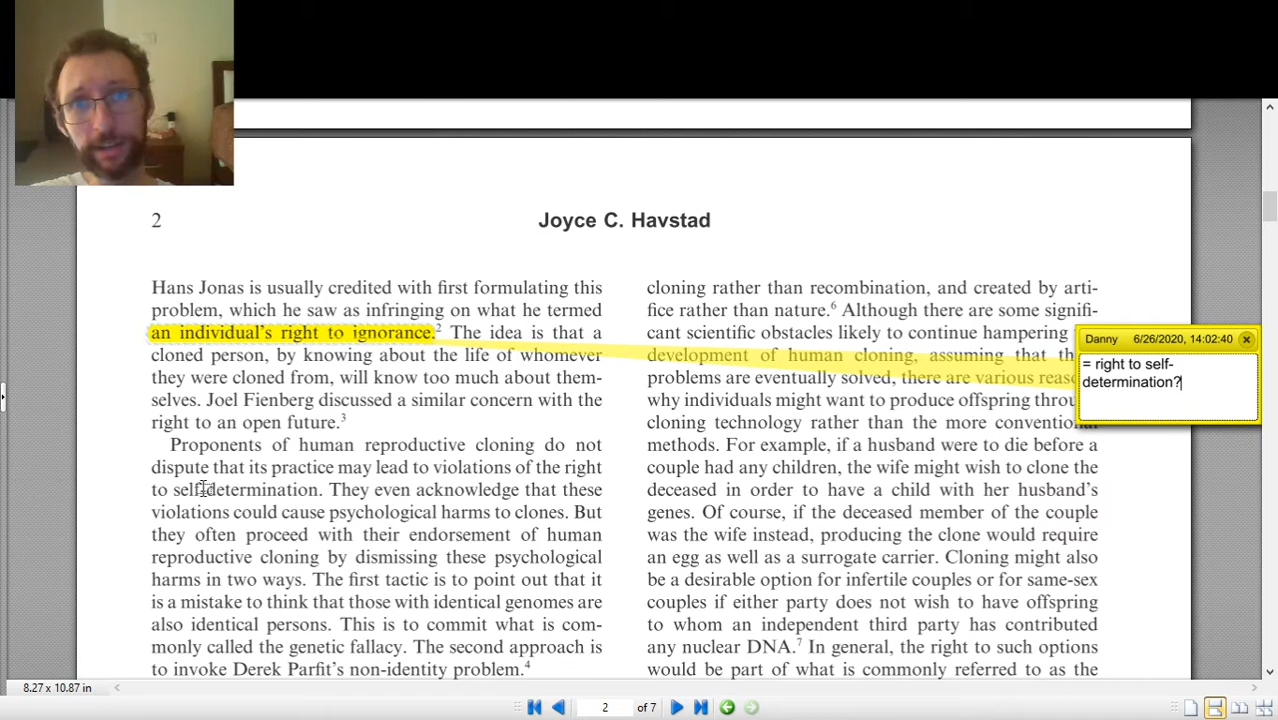 2
Joyce C. Havstad
Hans Jonas is usually credited with first formulating this
problem, which he saw as infringing on what he termed
an individual's right to ignorance.2 The idea is that a
cloned person, by knowing about the life of whomever
they were cloned from, will know too much about them-
selves. Joel Fienberg discussed a similar concern with the
right to an open future.3
Proponents of human reproductive cloning do not
dispute that its practice may lead to violations of the right
to self-determination. They even acknowledge that these
violations could cause psychological harms to clones. But
they often proceed with their endorsement of human
reproductive cloning by dismissing these psychological
harms in two ways. The first tactic is to point out that it
is a mistake to think that those with identical genomes are
also identical persons. This is to commit what is com-
monly called the genetic fallacy. The second approach is
to invoke Derek Parfit's non-identity problem.4
cloning rather than recombination, and created by arti-
fice rather than nature.6 Although there are some signifi-
cant scientific obstacles likely to continue hampering
development of human cloning, assuming that
problems are eventually solved, there are various
why individuals might want to produce offspring
cloning technology rather than the more
methods. For example, if a husband were to die before a
couple had any children, the wife might wish to clone the
deceased in order to have a child with her husband's
genes. Of course, if the deceased member of the couple
was the wife instead, producing the clone would require
an egg as well as a surrogate carrier. Cloning might also
be a desirable option for infertile couples or for same-sex
couples if either party does not wish to have offspring
to whom an independent third party has contributed
any nuclear DNA.7 In general, the right to such options
would be part of what is commonly referred to as the
Danny 6/26/2020, 14:02:40
= right to self-
determination?
8.27 x 10.87 in
2 of 7